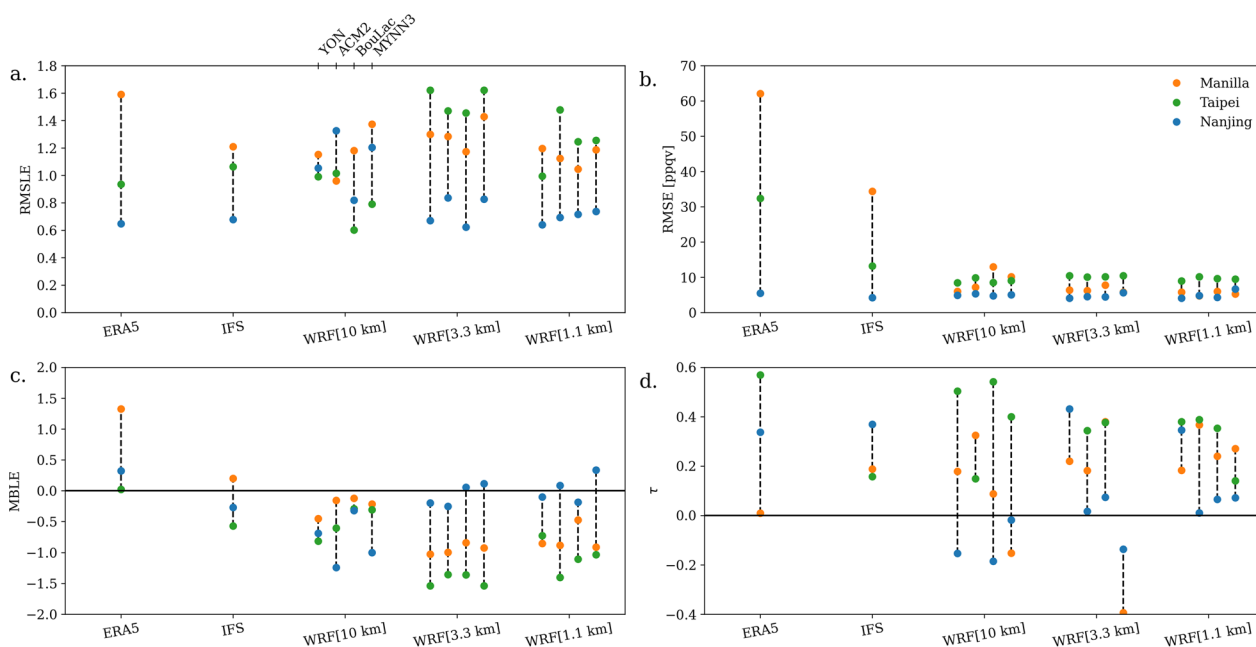 YON
ACM2
BouLac
MYNN3
a.
RMSLE
1.8
1.6
1.4
1.2
1.0
0.8
0.6
0.4
0.2
0.0
ERA5
IFS
WRF[10 km]
WRF[3.3 km]
WRF[1.1 km]
b.
RMSE [ppqv]
70
60
50
40
30
20
10
0
Manilla
Taipei
Nanjing
ERA5
IFS
WRF[10 km]
WRF[3.3 km]
WRF[1.1 km]
c.
MBLE
2.0
1.5
1.0
0.5
0.0
−0.5
−1.0
−1.5
−2.0
ERA5
IFS
WRF[10 km]
WRF[3.3 km]
WRF[1.1 km]
d.
τ
0.6
0.4
0.2
0.0
−0.2
−0.4
ERA5
IFS
WRF[10 km]
WRF[3.3 km]
WRF[1.1 km]